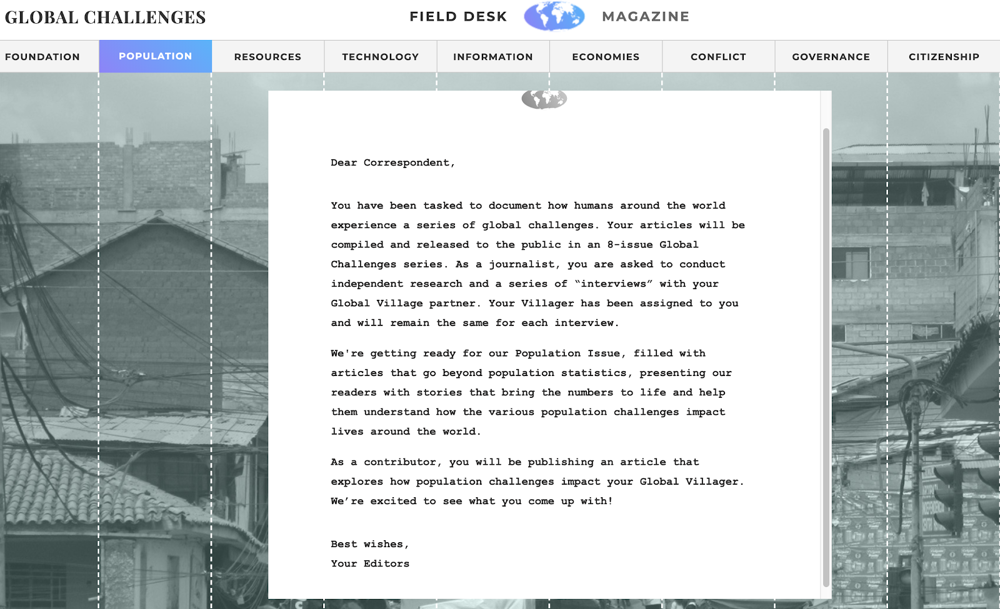 GLOBAL CHALLENGES
FIELD DESK
MAGAZINE
FOUNDATION
POPULATION
RESOURCES
TECHNOLOGY
INFORMATION
ECONOMIES
CONFLICT
GOVERNANCE
CITIZENSHIP
Dear Correspondent,
You have been tasked to document how humans around the world
experience a series of global challenges. Your articles will be
compiled and released to the public in an 8-issue Global
Challenges series. As a journalist, you are asked to conduct
independent research and a series of “interviews” with your
Global Village partner. Your Villager has been assigned to you
and will remain the same for each interview.
We're getting ready for our Population Issue, filled with
articles that go beyond population statistics, presenting our
readers with stories that bring the numbers to life and help
them understand how the various population challenges impact
lives around the world.
As a contributor, you will be publishing an article that
explores how population challenges impact your Global Villager.
We’re excited to see what you come up with!
Best wishes,
Your Editors